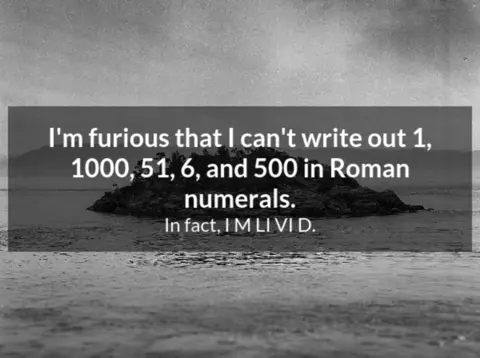 I'm furious that I can't write out 1,
1000, 51, 6, and 500 in Roman
numerals.
In fact, I M LI VI D.